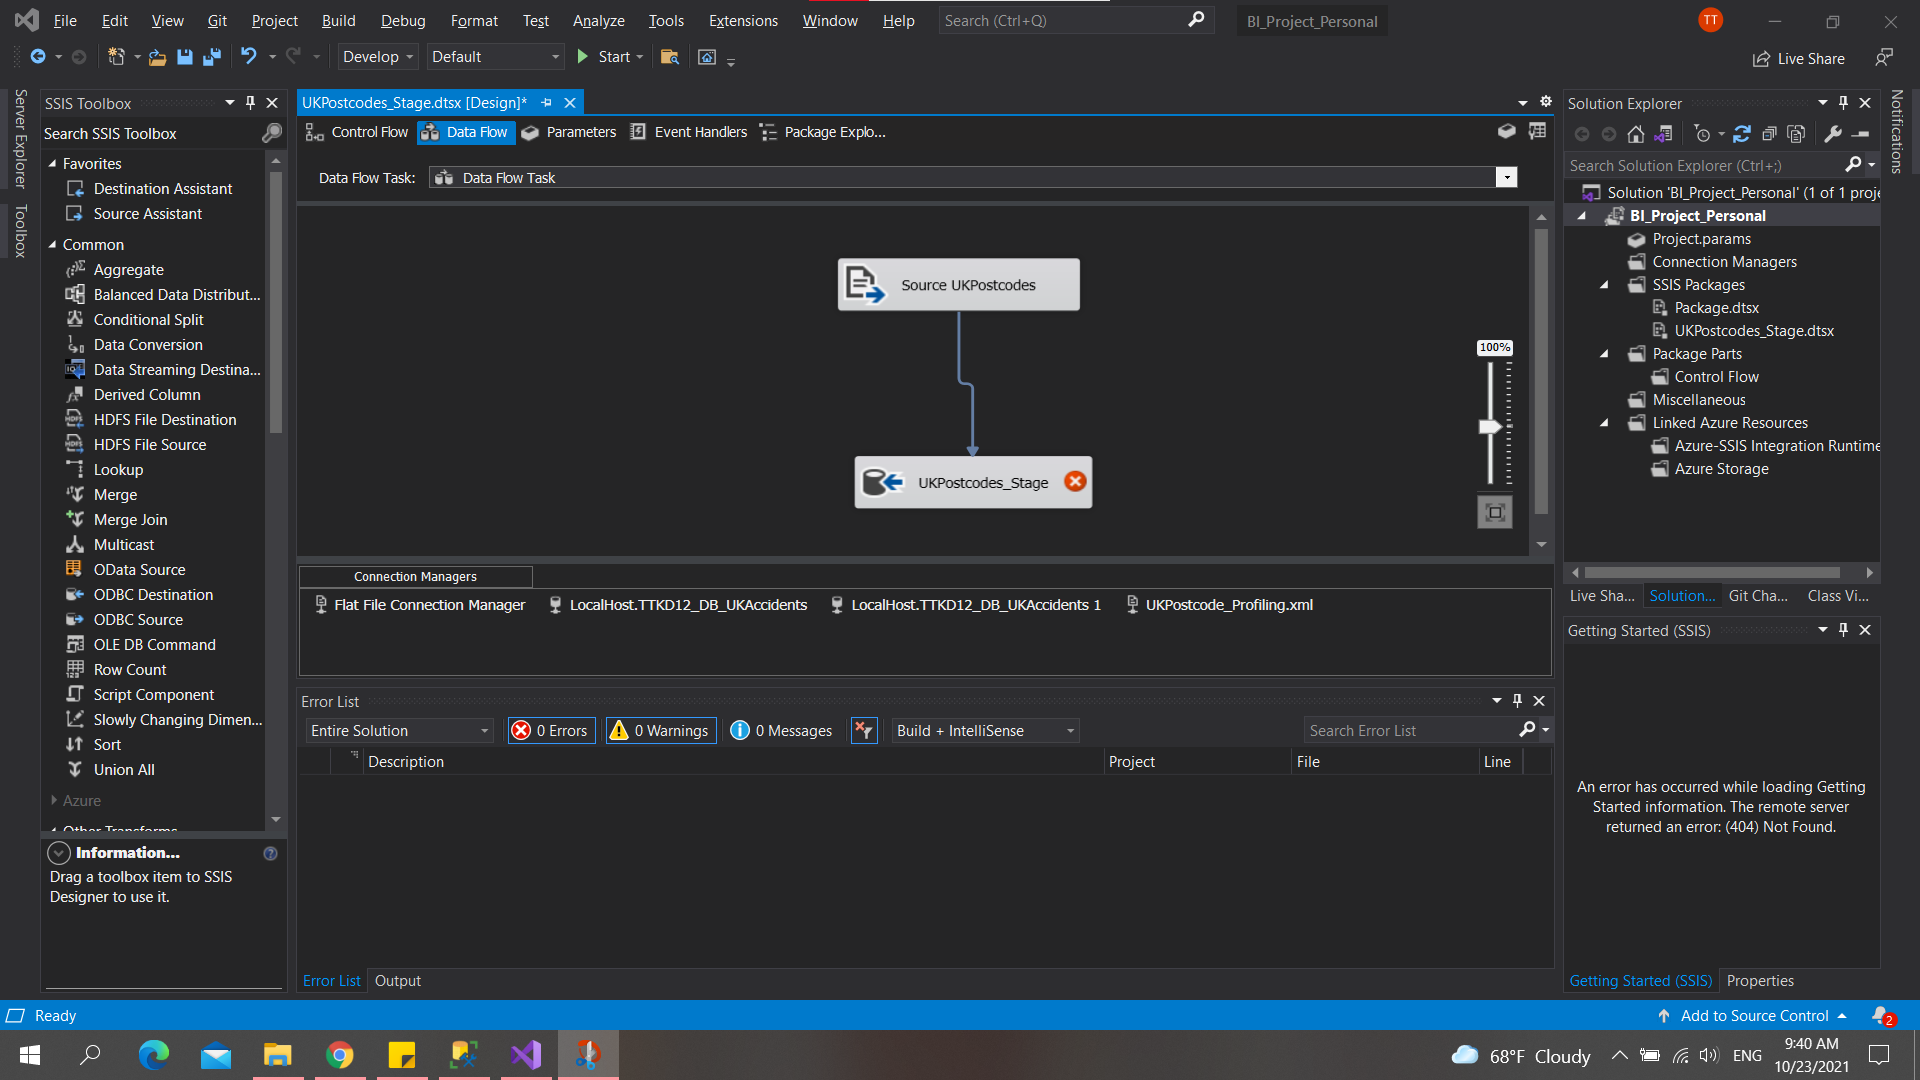 File Edit View Git Project Build Debug Format Test Analyze Tools Extensions Window Help Search (Ctrl+Q) BI_Project_Personal TT
Develop Default Start Live Share
Server Explorer
Toolbox
SSIS Toolbox
Search SSIS Toolbox
Favorites
Destination Assistant
Source Assistant
Common
Aggregate
Balanced Data Distribut...
Conditional Split
Data Conversion
Data Streaming Destina...
Derived Column
HDFS File Destination
HDFS File Source
Lookup
Merge
Merge Join
Multicast
OData Source
ODBC Destination
ODBC Source
OLE DB Command
Row Count
Script Component
Slowly Changing Dimen...
Sort
Union All
Azure
Other Transforms
Information...
Drag a toolbox item to SSIS
Designer to use it.
UKPostcodes_Stage.dtsx [Design]*
Control Flow Data Flow Parameters Event Handlers Package Explo...
Data Flow Task: Data Flow Task
Source UKPostcodes
100%
UKPostcodes_Stage
Connection Managers
Flat File Connection Manager LocalHost.TTKD12_DB_UKAccidents LocalHost.TTKD12_DB_UKAccidents 1 UKPostcode_Profiling.xml
Error List
Entire Solution 0 Errors 0 Warnings 0 Messages Build + IntelliSense Search Error List
Description Project File Line
Error List Output
Solution Explorer
Search Solution Explorer (Ctrl+;)
Solution 'BI_Project_Personal' (1 of 1 proje
BI_Project_Personal
Project.params
Connection Managers
SSIS Packages
Package.dtsx
UKPostcodes_Stage.dtsx
Package Parts
Control Flow
Miscellaneous
Linked Azure Resources
Azure-SSIS Integration Runtime
Azure Storage
Live Sha... Solution... Git Cha... Class Vi...
Getting Started (SSIS)
An error has occurred while loading Getting
Started information. The remote server
returned an error: (404) Not Found.
Getting Started (SSIS) Properties
Notifications
Ready Add to Source Control 2
68°F Cloudy ENG 9:40 AM
10/23/2021